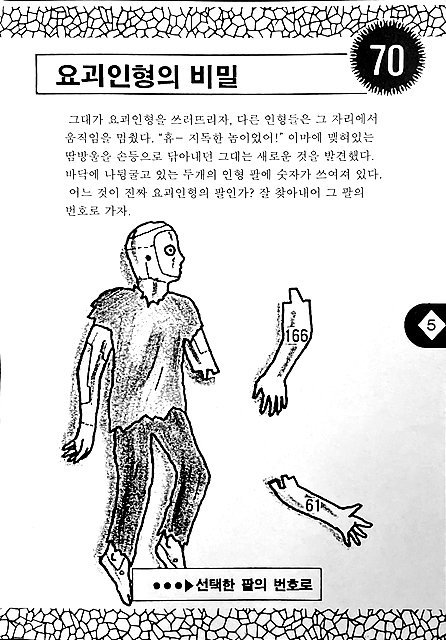 70
요괴인형의 비밀
그대가 요괴인형을 쓰러뜨리자, 다른 인형들은 그 자리에서
움직임을 멈췄다. “휴— 지독한 놈이었어!” 이마에 맺혀있는
땀방울을 손등으로 닦아내던 그대는 새로운 것을 발견했다.
바닥에 나뒹굴고 있는 두개의 인형 팔에 숫자가 쓰여져 있다.
어느 것이 진짜 요괴인형의 팔인가? 잘 찾아내어 그 팔의
번호로 가자.
5
166
61
●●●▶선택한 팔의 번호로